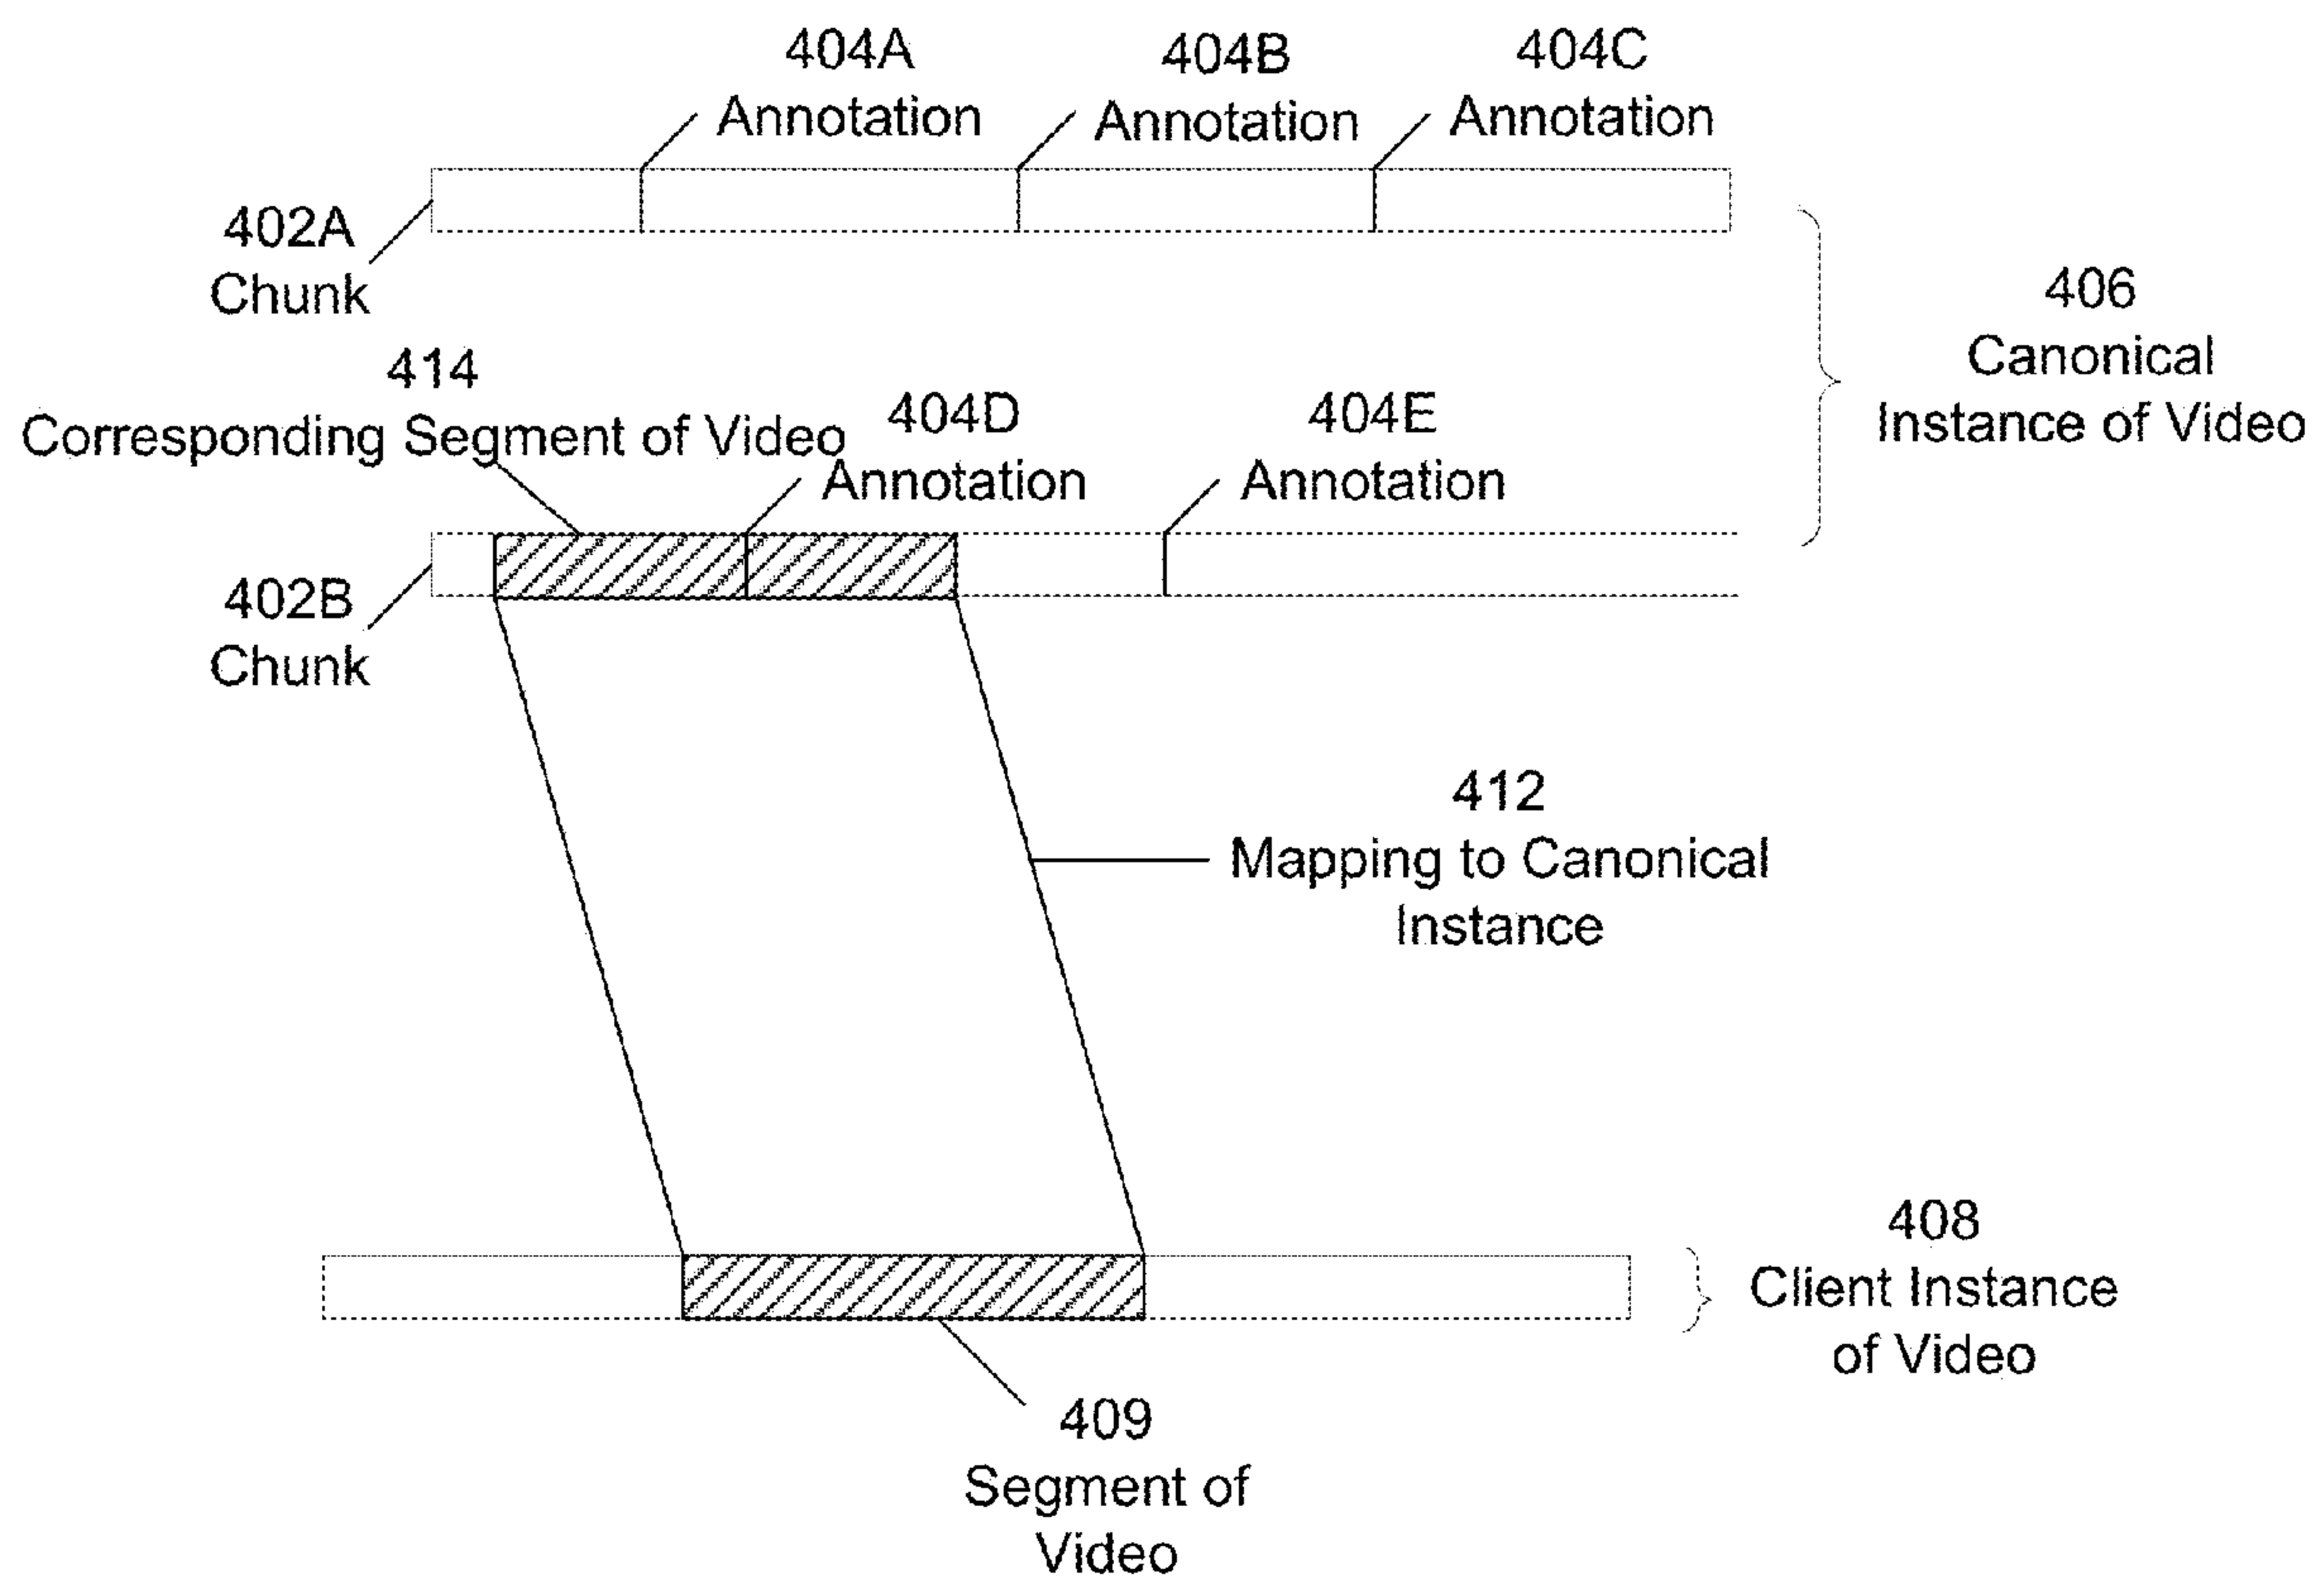 404A
Annotation
404B
Annotation
404C
Annotation
402A
Chunk
406
Canonical
Instance of Video
414
Corresponding Segment of Video
404D
Annotation
404E
Annotation
402B
Chunk
412
Mapping to Canonical
Instance
408
Client Instance
of Video
409
Segment of
Video